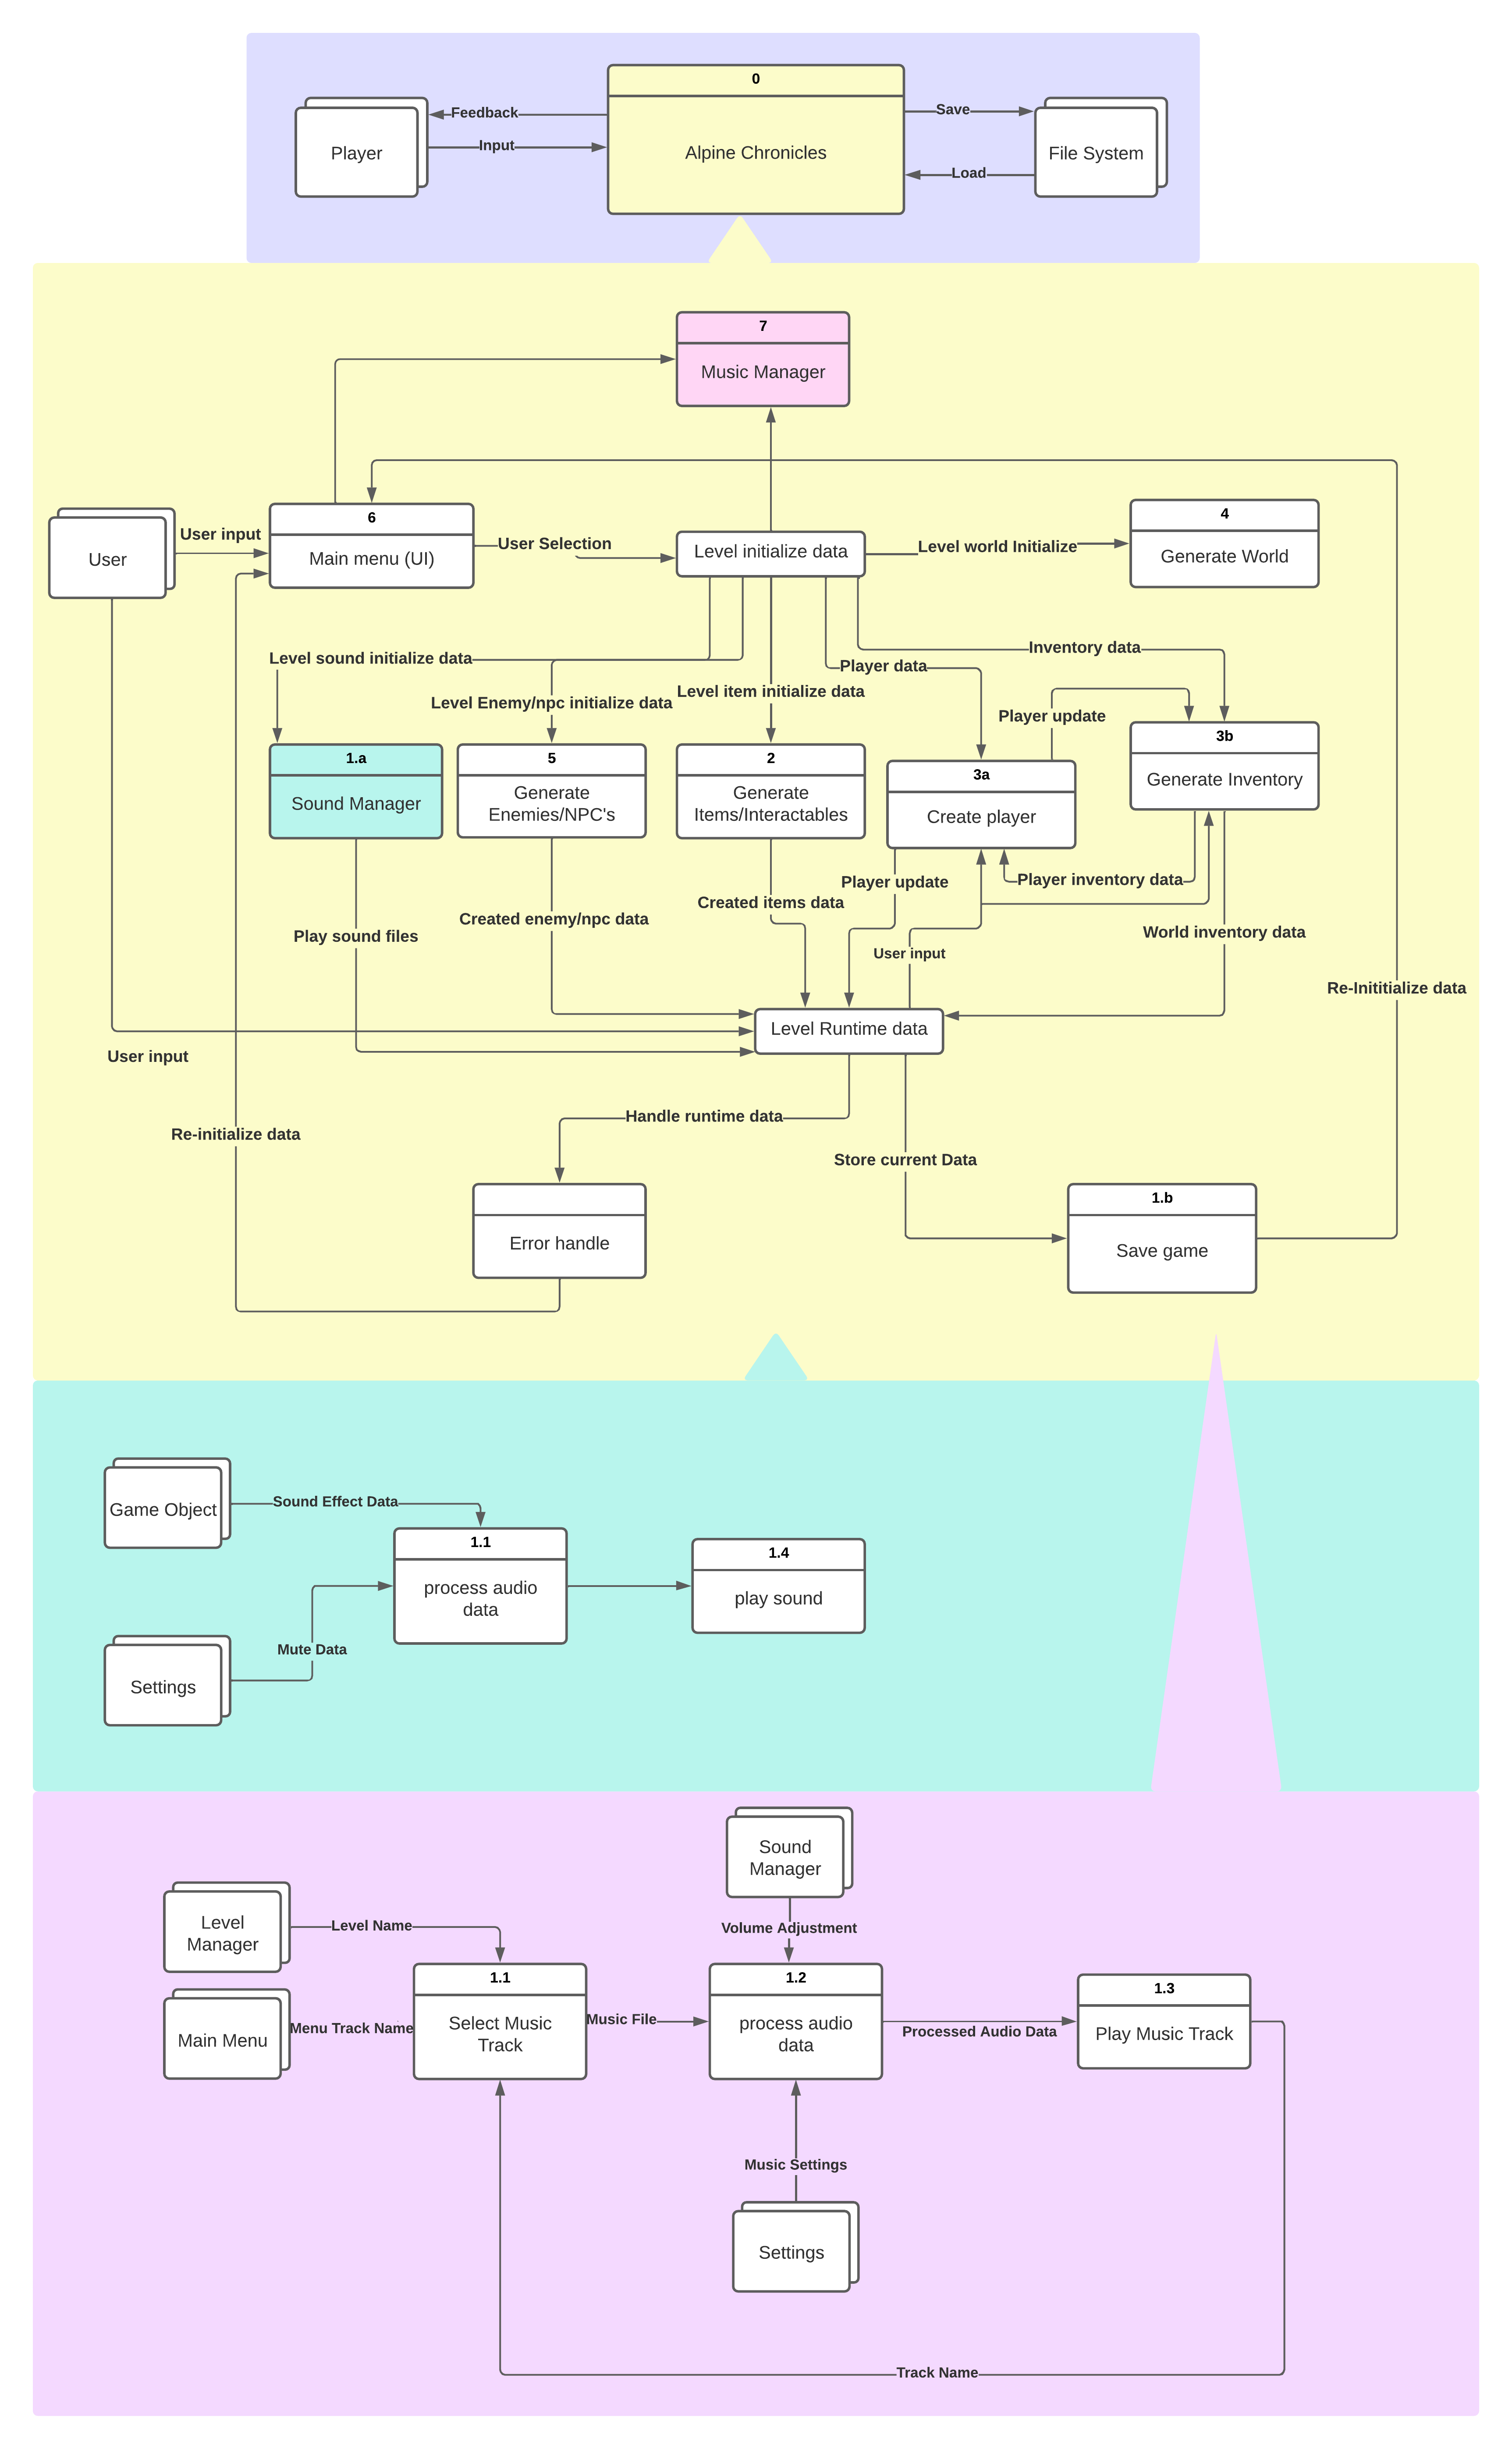 0
Feedback
Save
Player
Input
Alpine Chronicles
File System
Load
7
Music Manager
User input
6
User Selection
Level initialize data
Level world Initialize
4
User
Main menu (UI)
Generate World
Level sound initialize data
Player data
Inventory data
Level Enemy/npc initialize data
Level item initialize data
Player update
1.a
Sound Manager
5
Generate
Enemies/NPC's
2
Generate
Items/Interactables
3a
Create player
3b
Generate Inventory
Player update
Player inventory data
Created items data
Created enemy/npc data
Play sound files
User input
World inventory data
Re-Inititialize data
Level Runtime data
User input
Handle runtime data
Re-initialize data
Store current Data
Error handle
1.b
Save game
Game Object
Sound Effect Data
1.1
process audio
data
1.4
play sound
Mute Data
Settings
Sound
Manager
Level
Manager
Level Name
Volume Adjustment
1.1
Select Music
Track
1.2
process audio
data
1.3
Play Music Track
Main Menu
Menu Track Name
Music File
Processed Audio Data
Music Settings
Settings
Track Name